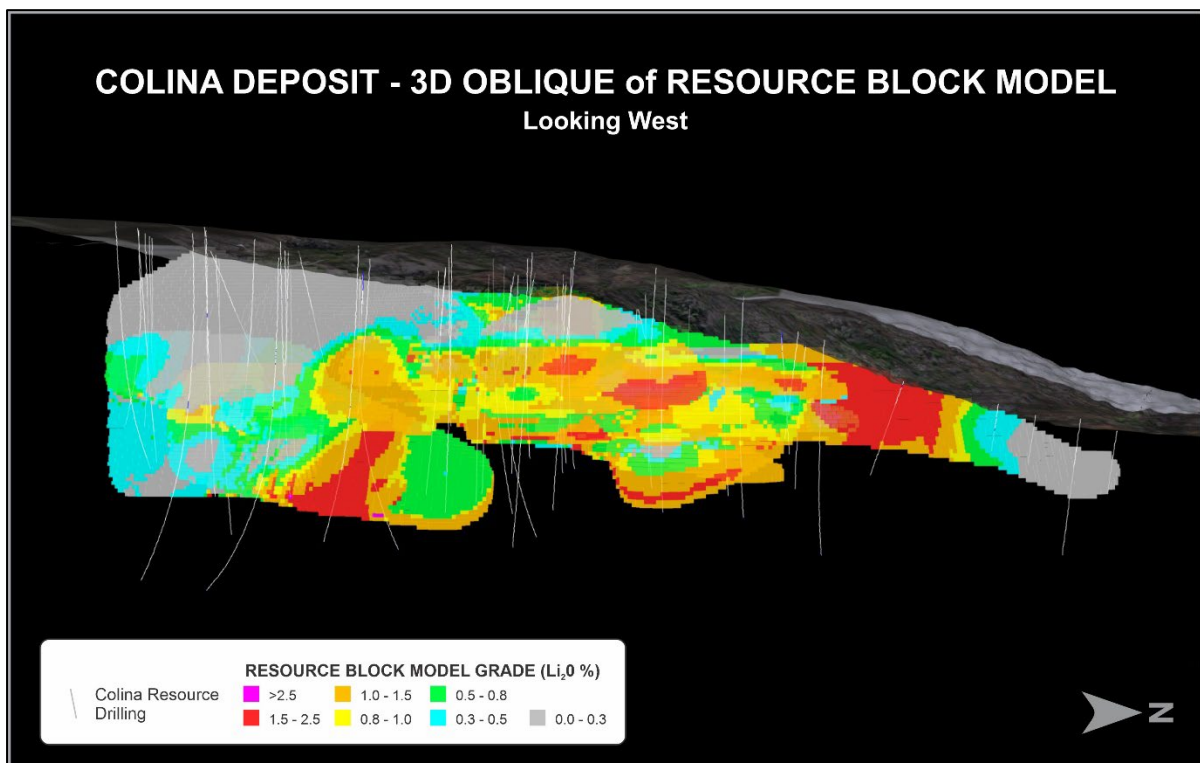 COLINA DEPOSIT - 3D OBLIQUE of RESOURCE BLOCK MODEL
Looking West
RESOURCE BLOCK MODEL GRADE (Li₂0 %)
Colina Resource
Drilling
>2.5
1.0 - 1.5
0.5 - 0.8
1.5 - 2.5
0.8 - 1.0
0.3 - 0.5
0.0 - 0.3
N